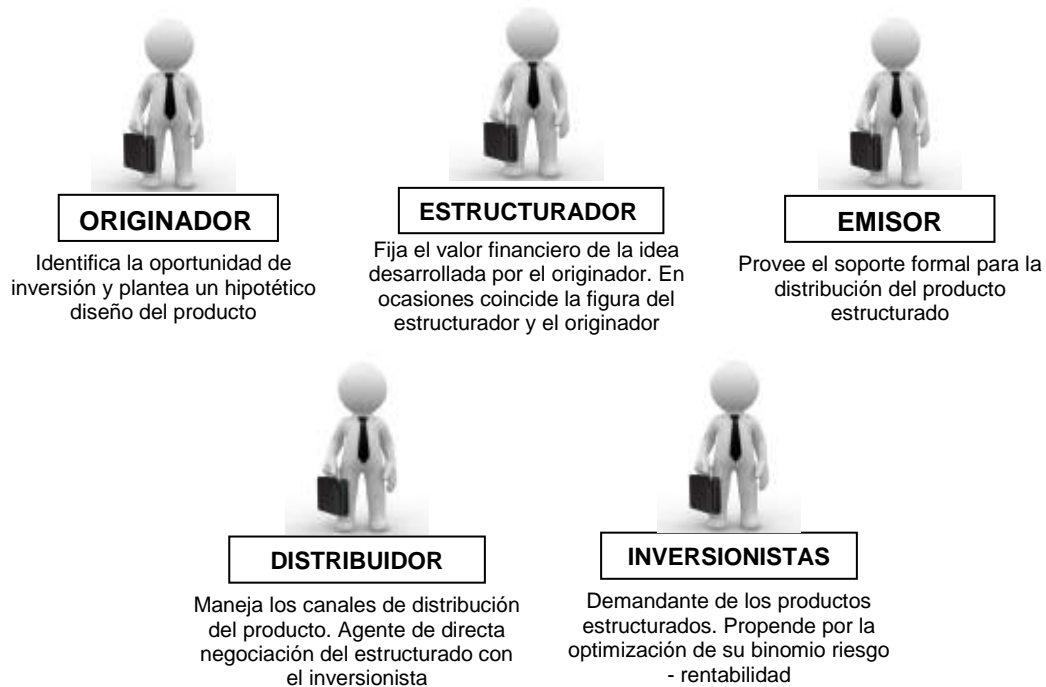 ORIGINADOR
Identifica la oportunidad de
inversión y plantea un hipotético
diseño del producto
ESTRUCTURADOR
Fija el valor financiero de la idea
desarrollada por el originador. En
ocasiones coincide la figura del
estructurador y el originador
EMISOR
Provee el soporte formal para la
distribución del producto
estructurado
DISTRIBUIDOR
Maneja los canales de distribución
del producto. Agente de directa
negociación del estructurado con
el inversionista
INVERSIONISTAS
Demandante de los productos
estructurados. Propende por la
optimización de su binomio riesgo
- rentabilidad